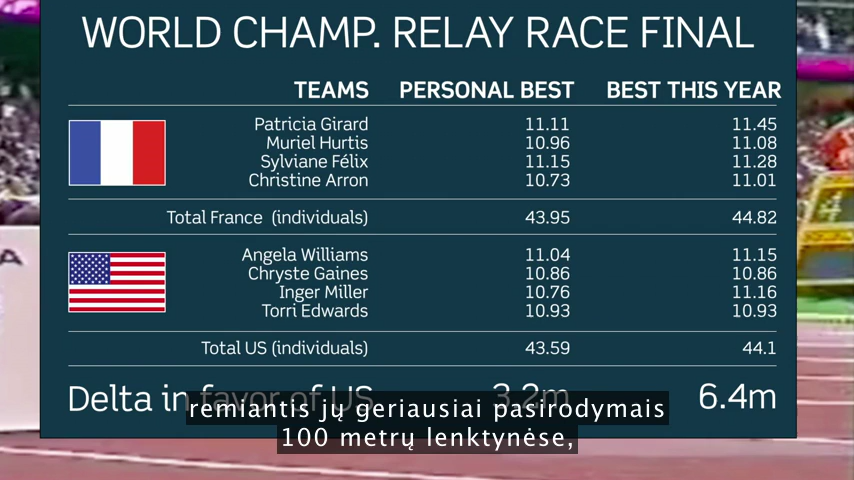 WORLD CHAMP. RELAY RACE FINAL
TEAMS PERSONAL BEST BEST THIS YEAR
Patricia Girard 11.11 11.45
Muriel Hurtis 10.96 11.08
Sylviane Félix 11.15 11.28
Christine Arron 10.73 11.01
Total France (individuals) 43.95 44.82
Angela Williams 11.04 11.15
Chryste Gaines 10.86 10.86
Inger Miller 10.76 11.16
Torri Edwards 10.93 10.93
Total US (individuals) 43.59 44.1
Delta in favor of US 3.2m 6.4m
remiantis jų geriausiai pasirodymais
100 metrų lenktynėse,